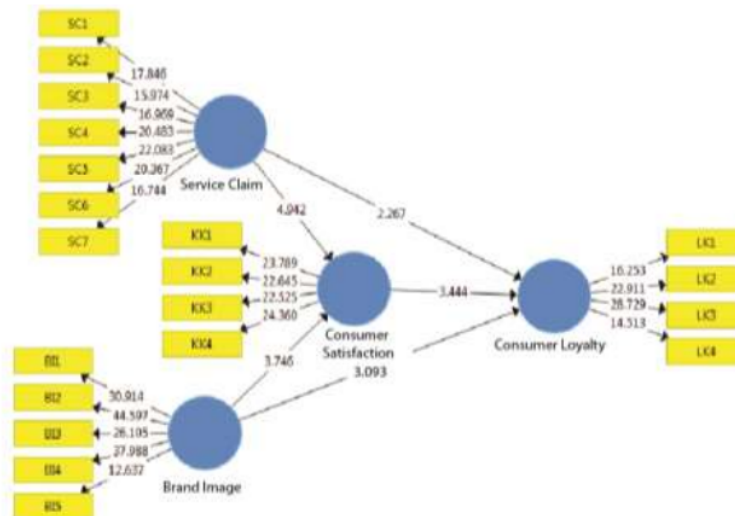 SC1
SC2
SC3
SC4
SC5
SC6
SC7
17.846
15.974
16.969
20.483
22.083
20.367
16.744
Service Claim
4.942
2.267
KK1
KK2
KK3
KK4
23.789
22.645
22.525
24.360
Consumer
Satisfaction
3.444
LK1
LK2
LK3
LK4
16.253
22.911
28.729
14.513
Consumer Loyalty
3.746
3.093
BI1
BI2
BI3
BI4
BI5
30.914
44.597
26.195
37.988
12.637
Brand Image